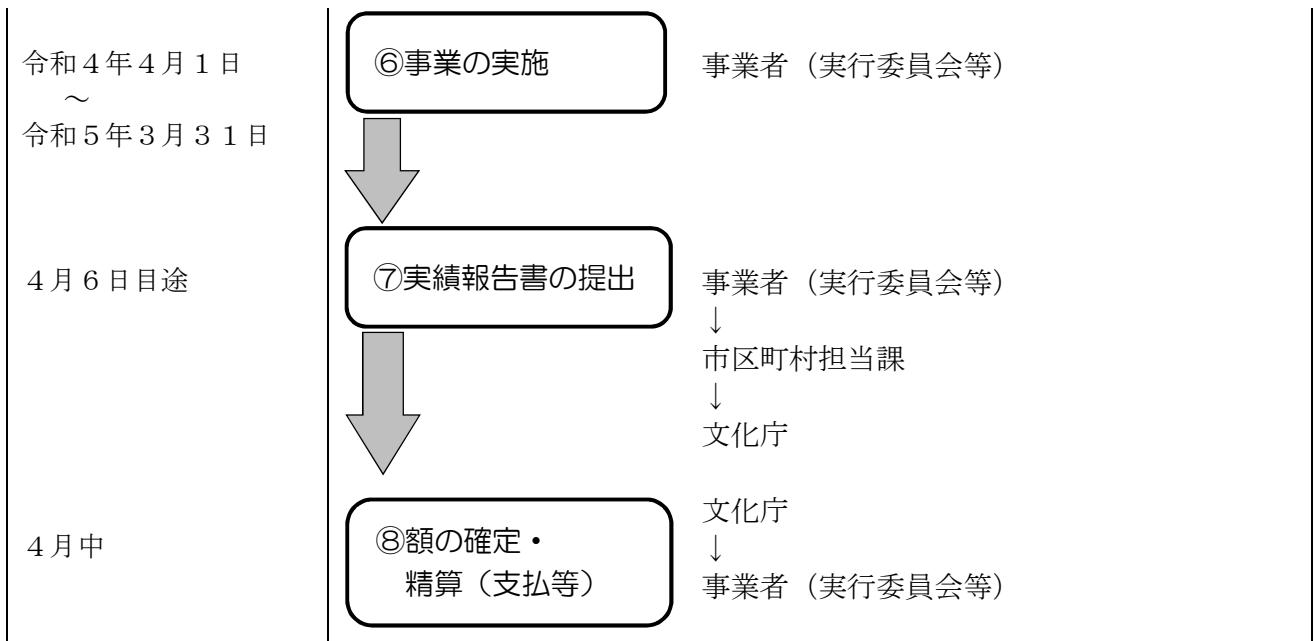 令和４年４月１日
～
令和５年３月３１日
⑥事業の実施
事業者（実行委員会等）
４月６日目途
⑦実績報告書の提出
事業者（実行委員会等）
↓
市区町村担当課
↓
文化庁
４月中
⑧額の確定・
精算（支払等）
文化庁
↓
事業者（実行委員会等）